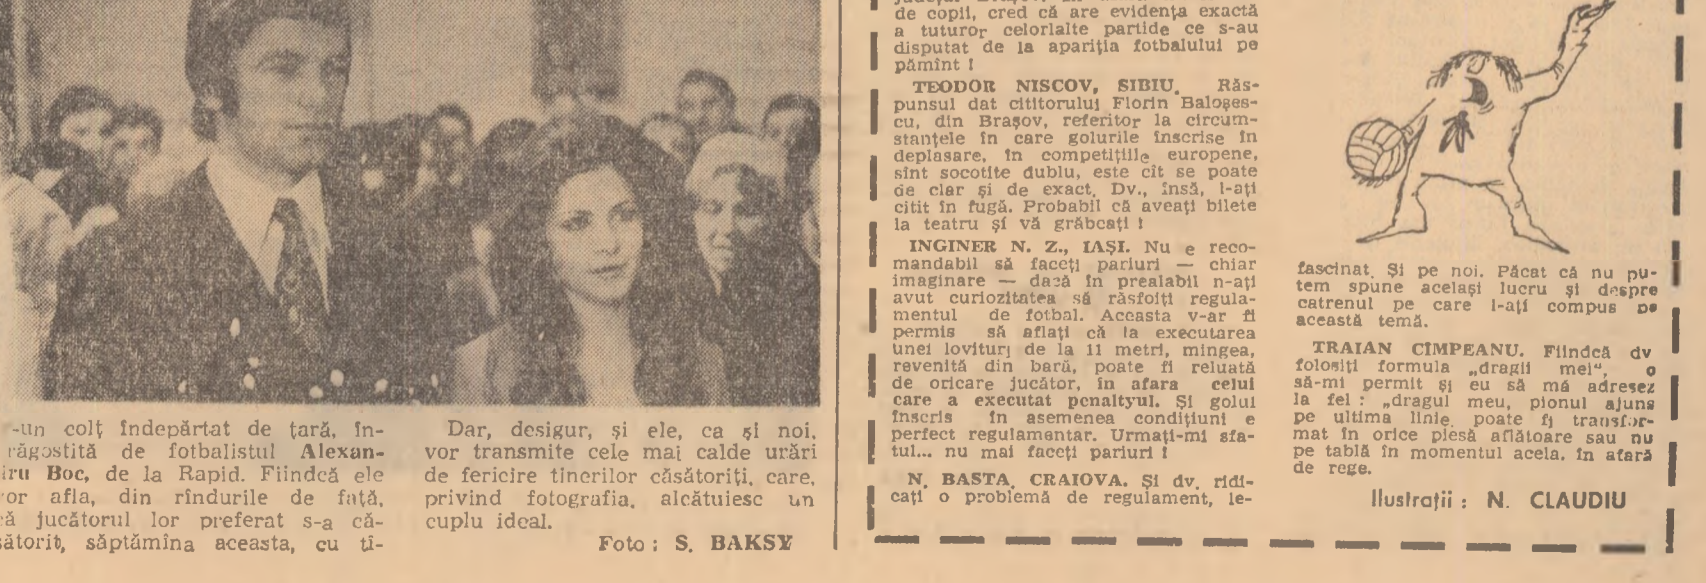 -un colț îndepărtat de țară, în-
răgostită de fotbalistul Alexan-
iru Boc, de la Rapid. Fiindcă ele
or afla, din rîndurile de față,
ă jucătorul lor preferat s-a că-
sătorit, săptămîna aceasta, cu ti-
Dar, desigur, și ele, ca și noi,
vor transmite cele mai calde urări
de fericire tinerilor căsătoriți, care,
privind fotografia, alcătuiesc un
cuplu ideal.
Foto : S. BAKSY
de copii, cred că are evidența exactă
a tuturor celorlalte partide ce s-au
disputat de la apariția fotbalului pe
pămînt !
TEODOR NISCOV, SIBIU. Răs-
punsul dat cititorului Florin Baloșes-
cu, din Brașov, referitor la circum-
stanțele în care golurile înscrise în
deplasare, în competițiile europene,
sînt socotite dublu, este cît se poate
de clar și de exact. Dv., însă, l-ați
citit în fugă. Probabil că aveați bilete
la teatru și vă grăbeați !
INGINER N. Z., IAȘI. Nu e reco-
mandabil să faceți pariuri — chiar
imaginare — dacă în prealabil n-ați
avut curiozitatea să răsfoiți regula-
mentul de fotbal. Aceasta v-ar fi
permis să aflați că la executarea
unei lovituri de la 11 metri, mingea,
revenită din bară, poate fi reluată
de oricare jucător, în afara celui
care a executat penaltyul. Și golul
înscris în asemenea condițiuni e
perfect regulamentar. Urmați-mi sfa-
tul... nu mai faceți pariuri !
N. BASTA, CRAIOVA. Și dv. ridi-
cați o problemă de regulament, le-
fascinat. Și pe noi. Păcat că nu pu-
tem spune același lucru și despre
catrenul pe care l-ați compus pe
această temă.
TRAIAN CÎMPEANU. Fiindcă dv
folosiți formula „dragii mei“, o
să-mi permit și eu să mă adresez
la fel : „dragul meu, pionul ajuns
pe ultima linie poate fi transfor-
mat în orice piesă aflătoare sau nu
pe tablă în momentul acela, în afară
de rege.
Ilustrații : N. CLAUDIU